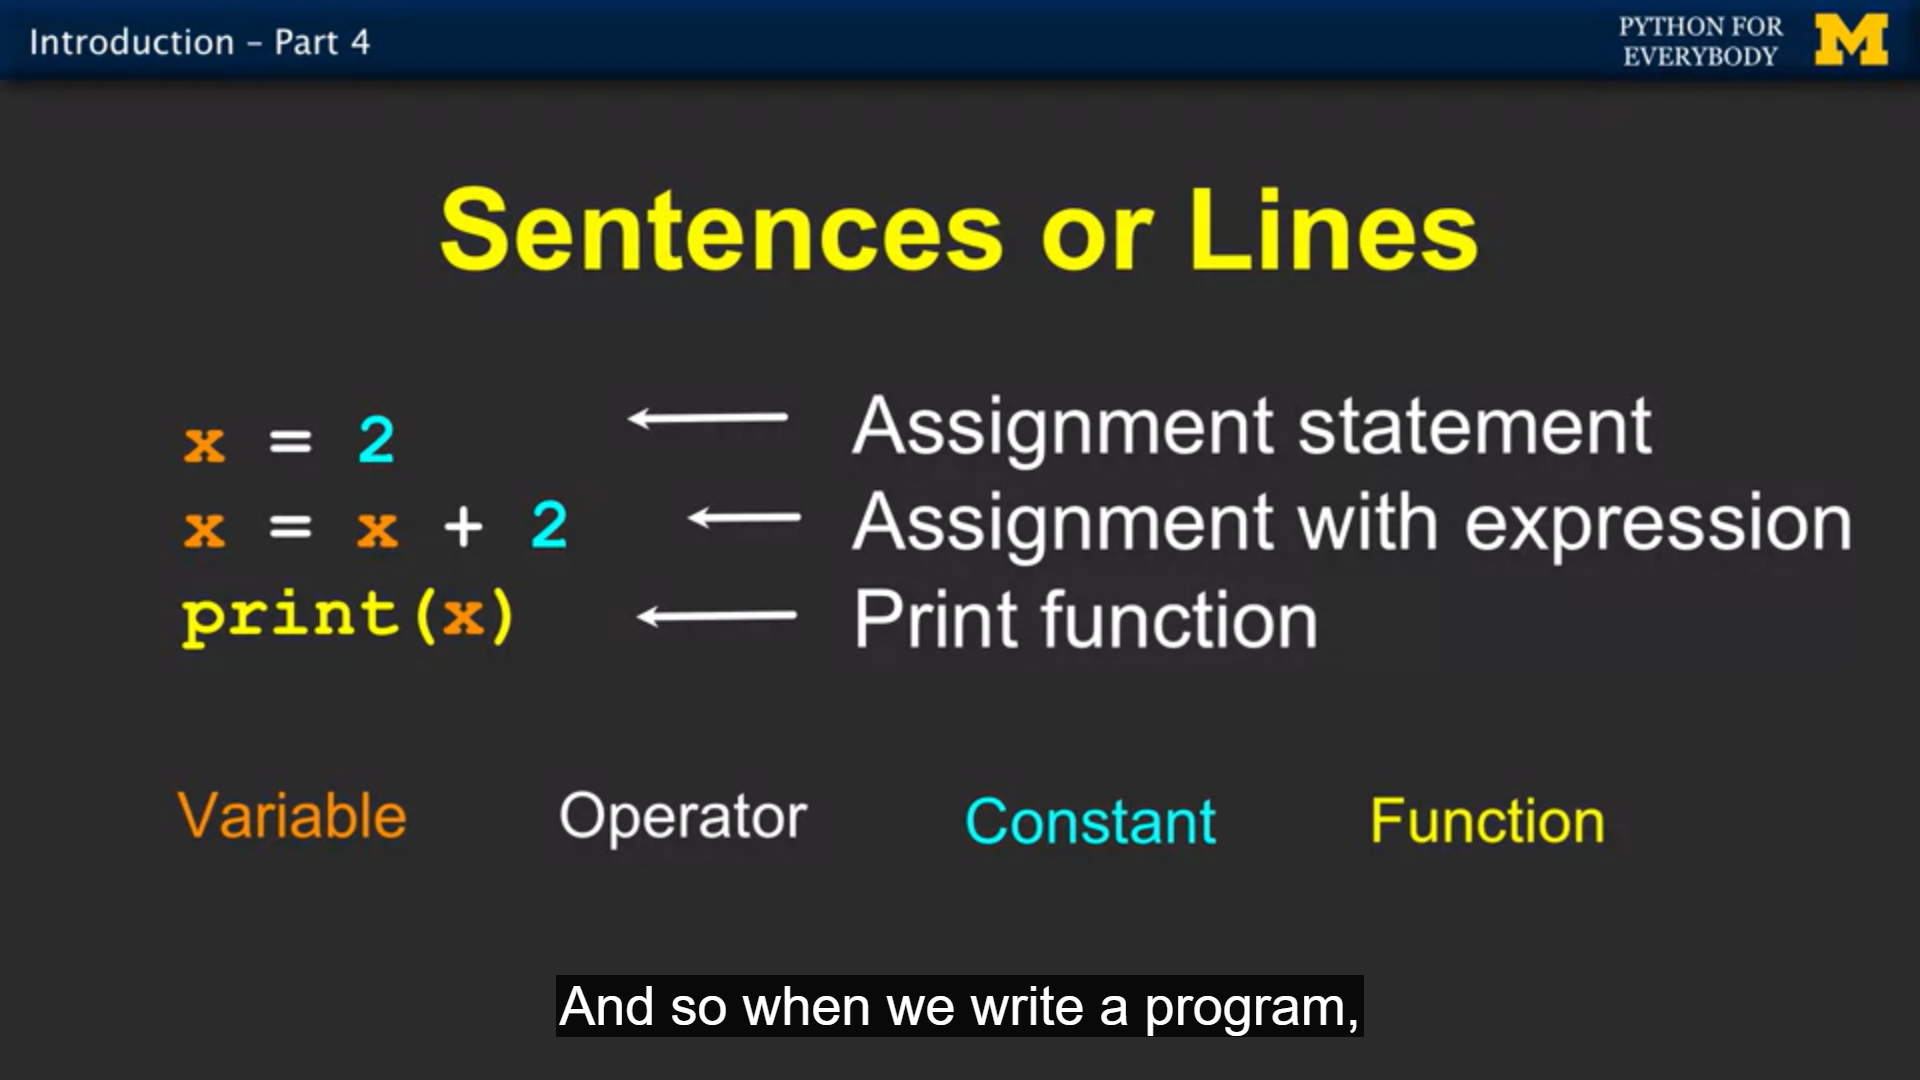 Introduction – Part 4
PYTHON FOR
EVERYBODY
M
Sentences or Lines
x = 2
Assignment statement
x = x + 2
Assignment with expression
print(x)
Print function
Variable
Operator
Constant
Function
And so when we write a program,